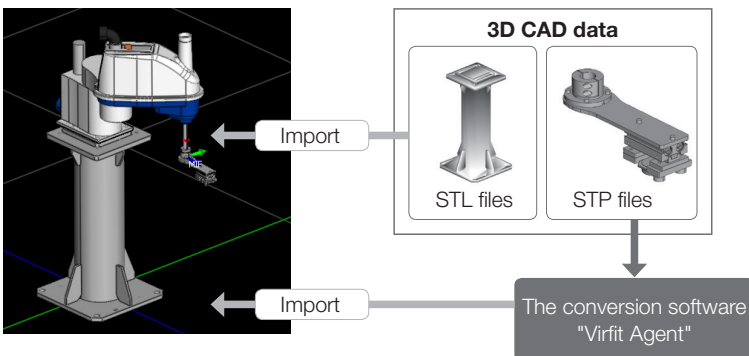 3D CAD data
STL files
STP files
Import
Import
The conversion software
"Virfit Agent"